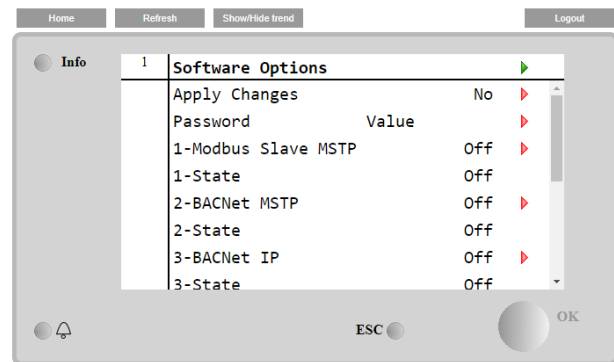 Home Refresh Show/Hide trend Logout
Info
1 Software Options
Apply Changes No
Password Value
1-Modbus Slave MSTP Off
1-State Off
2-BACNet MSTP Off
2-State Off
3-BACNet IP Off
3-State Off
ESC OK